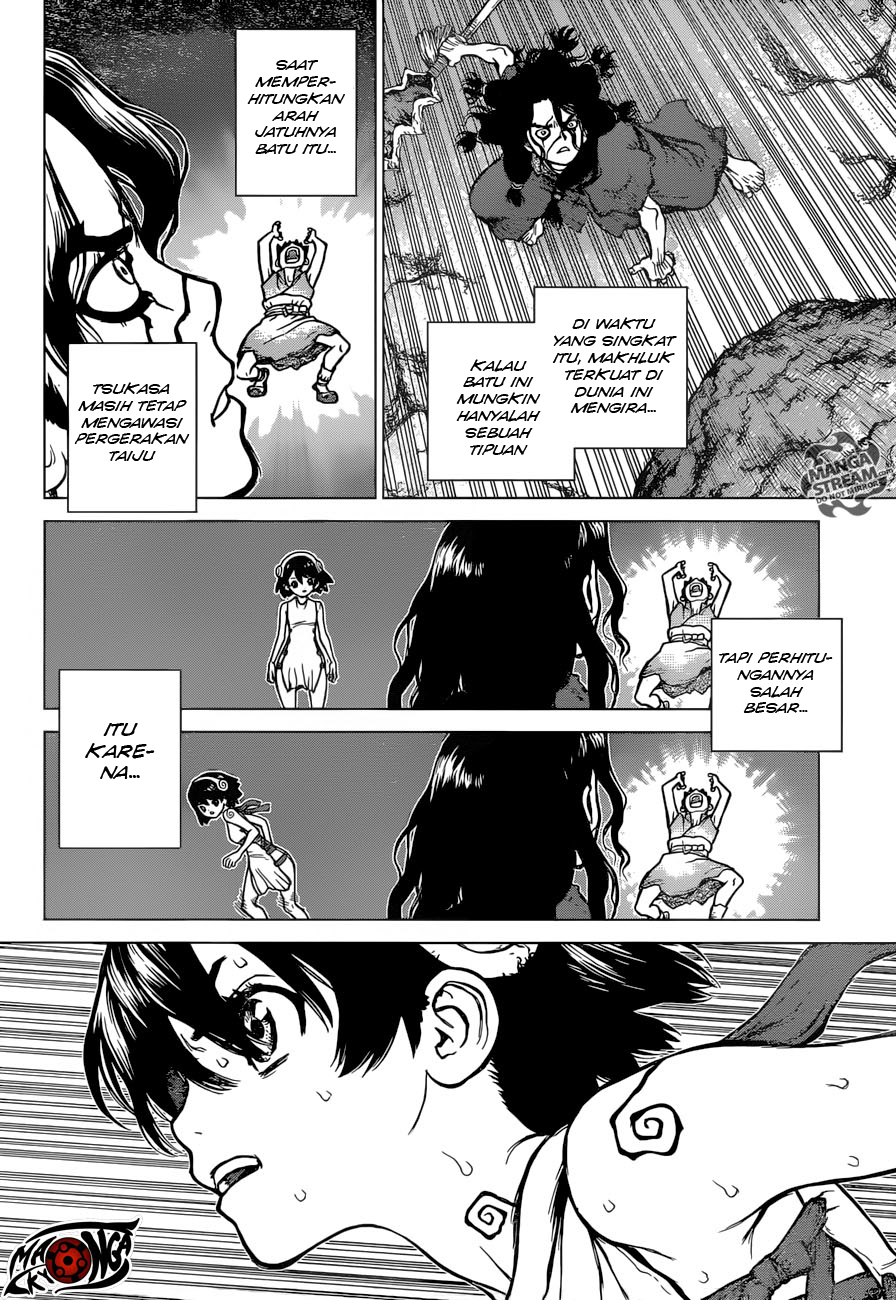 DI WAKTU
YANG SINGKAT
ITU, MAKHLUK
TERKUAT DI
DUNIA INI
MENGIRA...
KALAU
BATU INI
MUNGKIN
HANYALAH
SEBUAH
TIPUAN
MANGA
STREAM.com
DO NOT MIRROR
SAAT
MEMPER-
HITUNGKAN
ARAH
JATUHNYA
BATU ITU...
TSUKASA
MASIH TETAP
MENGAWASI
PERGERAKAN
TAIJU
TAPI PERHITU-
NGANNYA
SALAH
BESAR...
ITU
KARE-
NA...